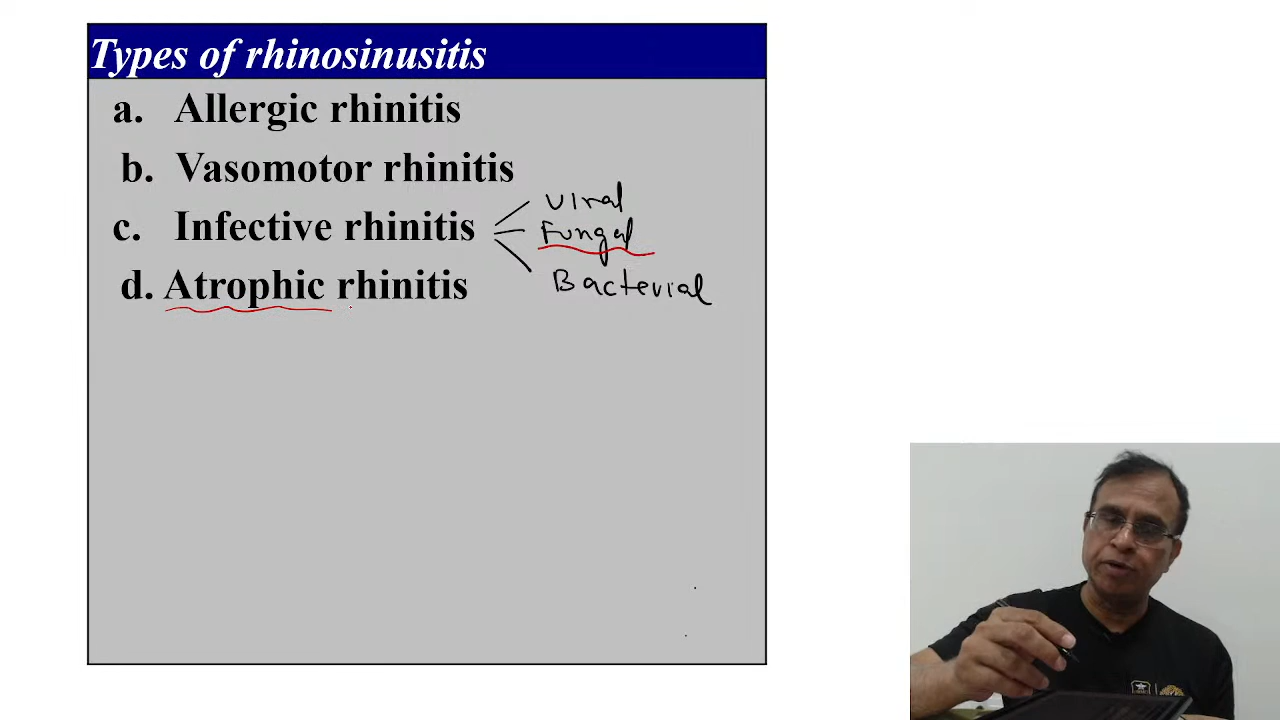 Types of rhinosinusitis
a. Allergic rhinitis
b. Vasomotor rhinitis
c. Infective rhinitis
Viral
Fungal
Bacterial
d. Atrophic rhinitis